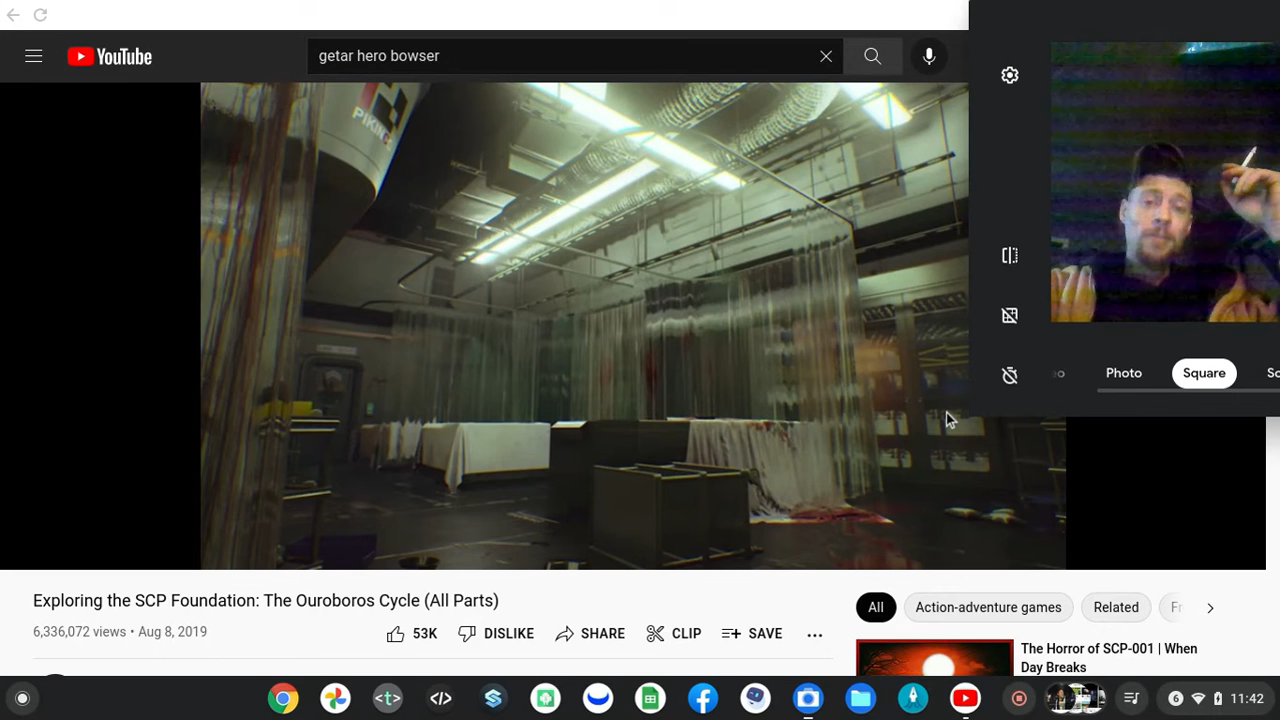 YouTube
getar hero bowser
PIKING
Photo
Square
Exploring the SCP Foundation: The Ouroboros Cycle (All Parts)
6,336,072 views • Aug 8, 2019
53K
DISLIKE
SHARE
CLIP
SAVE
All
Action-adventure games
Related
The Horror of SCP-001 | When
Day Breaks
6
11:42